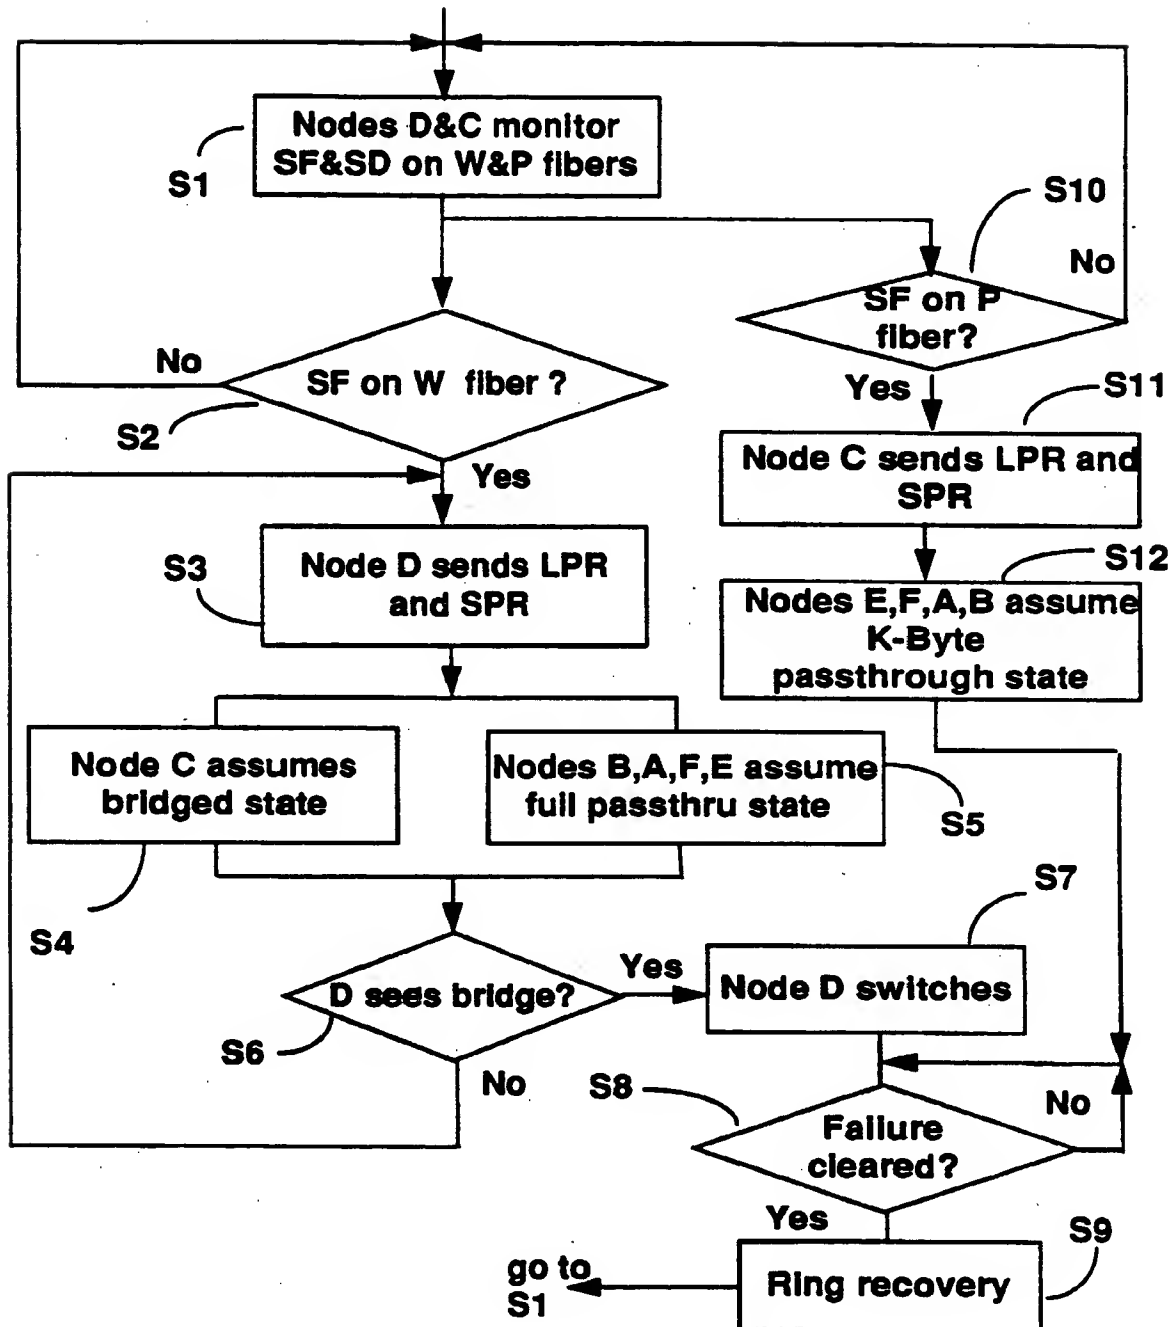 Nodes D&C monitor
SF&SD on W&P fibers
S1
S10
No
SF on P
fiber?
No
SF on W fiber ?
S2
Yes
S11
Yes
Node C sends LPR and
SPR
S3
Node D sends LPR
and SPR
S12
Nodes E,F,A,B assume
K-Byte
passthrough state
Node C assumes
bridged state
Nodes B,A,F,E assume
full passthru state
S5
S4
S7
D sees bridge?
Yes
Node D switches
S6
No
S8
No
Failure
cleared?
Yes
S9
go to
S1
Ring recovery